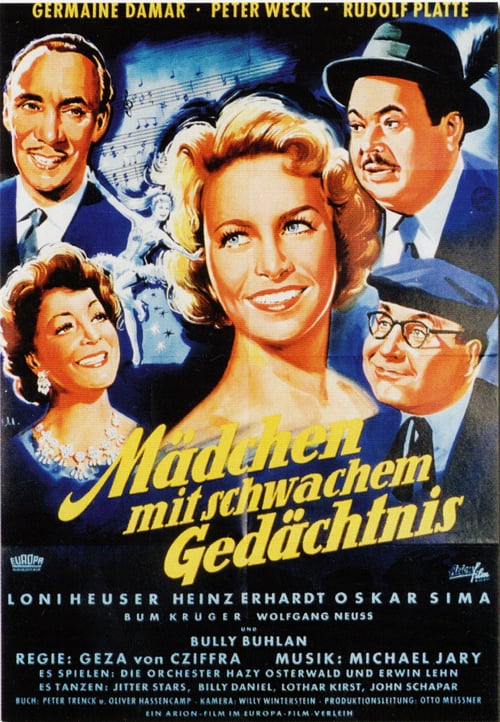 GERMAINE DAMAR • PETER WECK • RUDOLF PLATTE
Mädchen
mit schwachem
Gedächtnis
EUROPA
Arion film
LONI HEUSER HEINZ ERHARDT OSKAR SIMA
BUM KRÜGER WOLFGANG NEUSS
UND
BULLY BUHLAN
REGIE: GEZA von CZIFFRA MUSIK: MICHAEL JARY
ES SPIELEN: DIE ORCHESTER HAZY OSTERWALD UND ERWIN LEHN
ES TANZEN: JITTER STARS, BILLY DANIEL, LOTHAR KIRST, JOHN SCHAPAR
BUCH: PETER TRENCK u. OLIVER HASSENCAMP • KAMERA: WILLY WINTERSTEIN • PRODUKTIONSLEITUNG: OTTO MEISSNER
EIN ARION-FILM IM EUROPA-FILM-VERLEIH